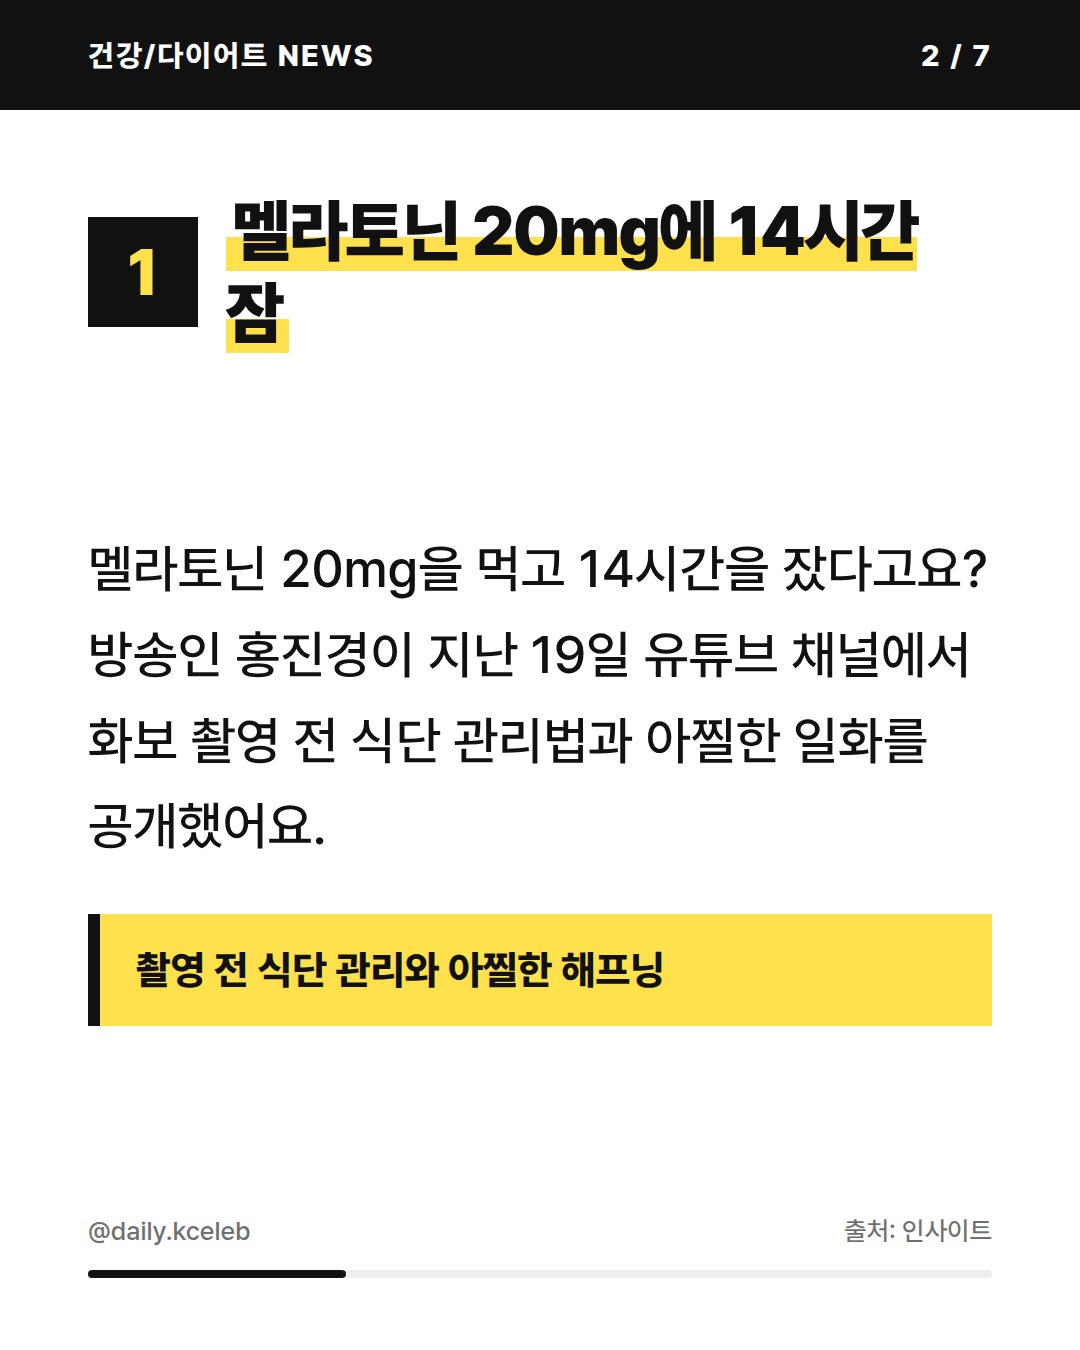 건강/다이어트 NEWS
2 / 7
1
멜라토닌 20mg에 14시간
잠
멜라토닌 20mg을 먹고 14시간을 잤다고요?
방송인 홍진경이 지난 19일 유튜브 채널에서
화보 촬영 전 식단 관리법과 아찔한 일화를
공개했어요.
촬영 전 식단 관리와 아찔한 해프닝
@daily.kceleb
출처: 인사이트